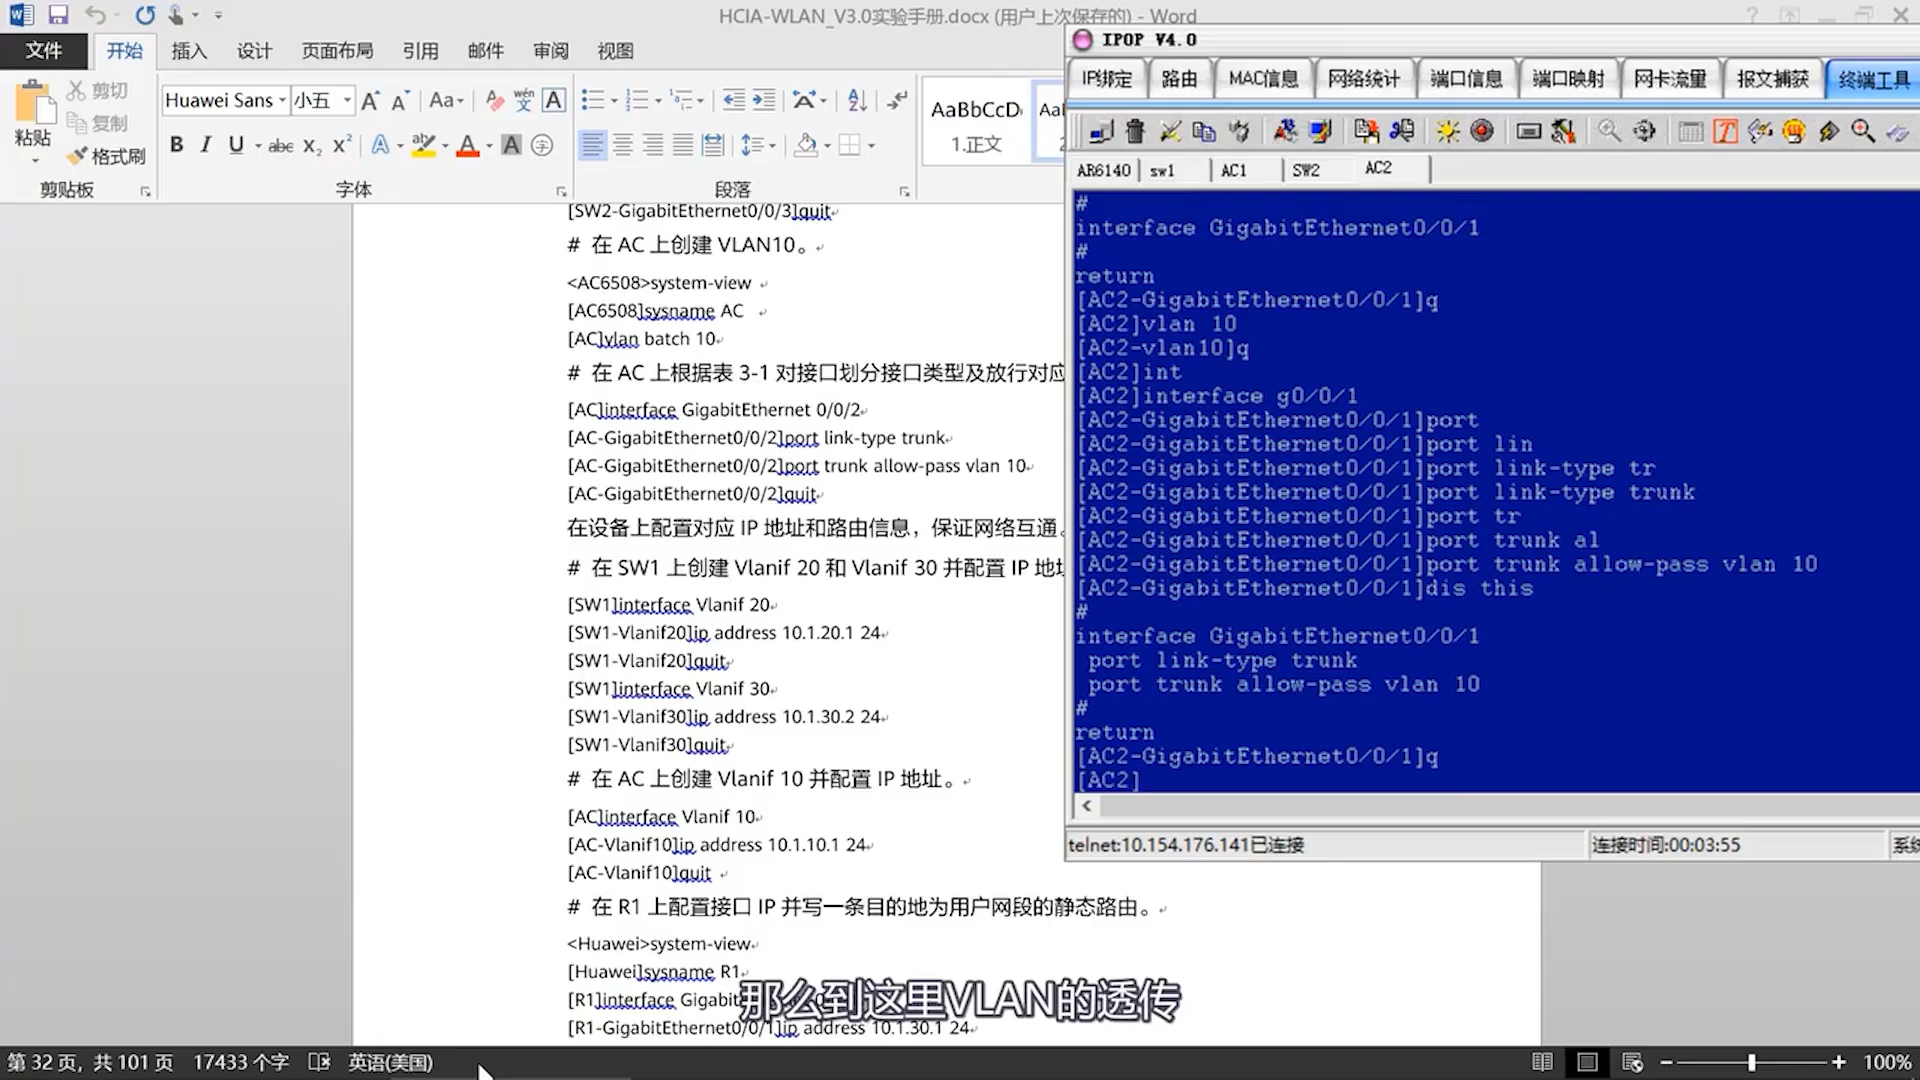 HCIA-WLAN_V3.0实验手册.docx (用户上次保存的) - Word
文件 开始 插入 设计 页面布局 引用 邮件 审阅 视图
剪切
复制
格式刷
粘贴
剪贴板
Huawei Sans 小五
字体
段落
AaBbCcD
1.正文
[SW2-GigabitEthernet0/0/3]quit
# 在 AC 上创建 VLAN10。
<AC6508>system-view
[AC6508]sysname AC
[AC]vlan batch 10
# 在 AC 上根据表 3-1 对接口划分接口类型及放行对应
[AC]interface GigabitEthernet 0/0/2
[AC-GigabitEthernet0/0/2]port link-type trunk
[AC-GigabitEthernet0/0/2]port trunk allow-pass vlan 10
[AC-GigabitEthernet0/0/2]quit
在设备上配置对应 IP 地址和路由信息，保证网络互通。
# 在 SW1 上创建 Vlanif 20 和 Vlanif 30 并配置 IP 地址
[SW1]interface Vlanif 20
[SW1-Vlanif20]ip address 10.1.20.1 24
[SW1-Vlanif20]quit
[SW1]interface Vlanif 30
[SW1-Vlanif30]ip address 10.1.30.2 24
[SW1-Vlanif30]quit
# 在 AC 上创建 Vlanif 10 并配置 IP 地址。
[AC]interface Vlanif 10
[AC-Vlanif10]ip address 10.1.10.1 24
[AC-Vlanif10]quit
# 在 R1 上配置接口 IP 并写一条目的地为用户网段的静态路由。
<Huawei>system-view
[Huawei]sysname R1
[R1]interface Gigabit
[R1-GigabitEthernet0/0/1]ip address 10.1.30.1 24
IPOP V4.0
IP绑定 路由 MAC信息 网络统计 端口信息 端口映射 网卡流量 报文捕获 终端工具
AR6140 sw1 AC1 SW2 AC2
#
interface GigabitEthernet0/0/1
#
return
[AC2-GigabitEthernet0/0/1]q
[AC2]vlan 10
[AC2-vlan10]q
[AC2]int
[AC2]interface g0/0/1
[AC2-GigabitEthernet0/0/1]port
[AC2-GigabitEthernet0/0/1]port lin
[AC2-GigabitEthernet0/0/1]port link-type tr
[AC2-GigabitEthernet0/0/1]port link-type trunk
[AC2-GigabitEthernet0/0/1]port tr
[AC2-GigabitEthernet0/0/1]port trunk al
[AC2-GigabitEthernet0/0/1]port trunk allow-pass vlan 10
[AC2-GigabitEthernet0/0/1]dis this
#
interface GigabitEthernet0/0/1
port link-type trunk
port trunk allow-pass vlan 10
#
return
[AC2-GigabitEthernet0/0/1]q
[AC2]
telnet:10.154.176.141已连接 连接时间:00:03:55
那么到这里VLAN的透传
第 32 页，共 101 页 17433 个字 英语(美国) 100%